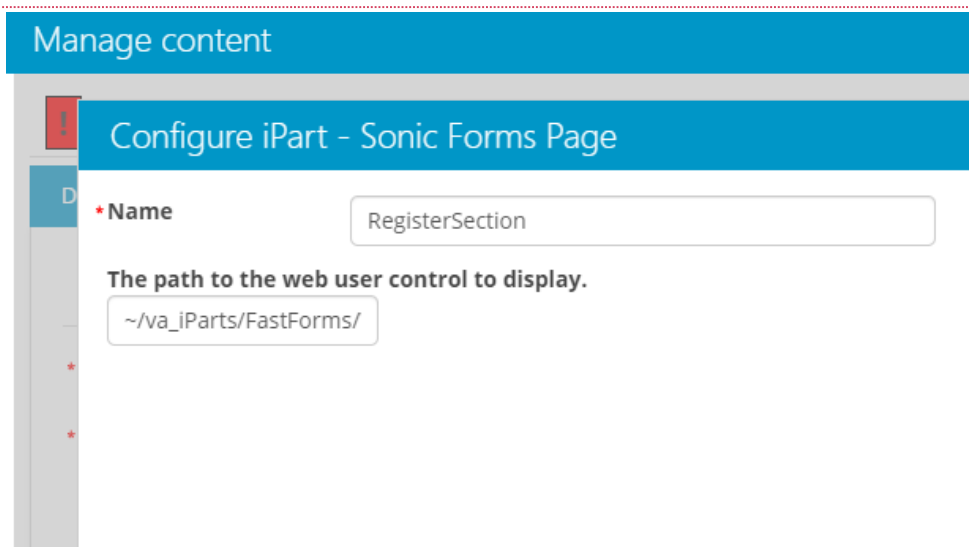 Manage content
!
Configure iPart - Sonic Forms Page
D
*Name
RegisterSection
The path to the web user control to display.
~/va_iParts/FastForms/
*
*